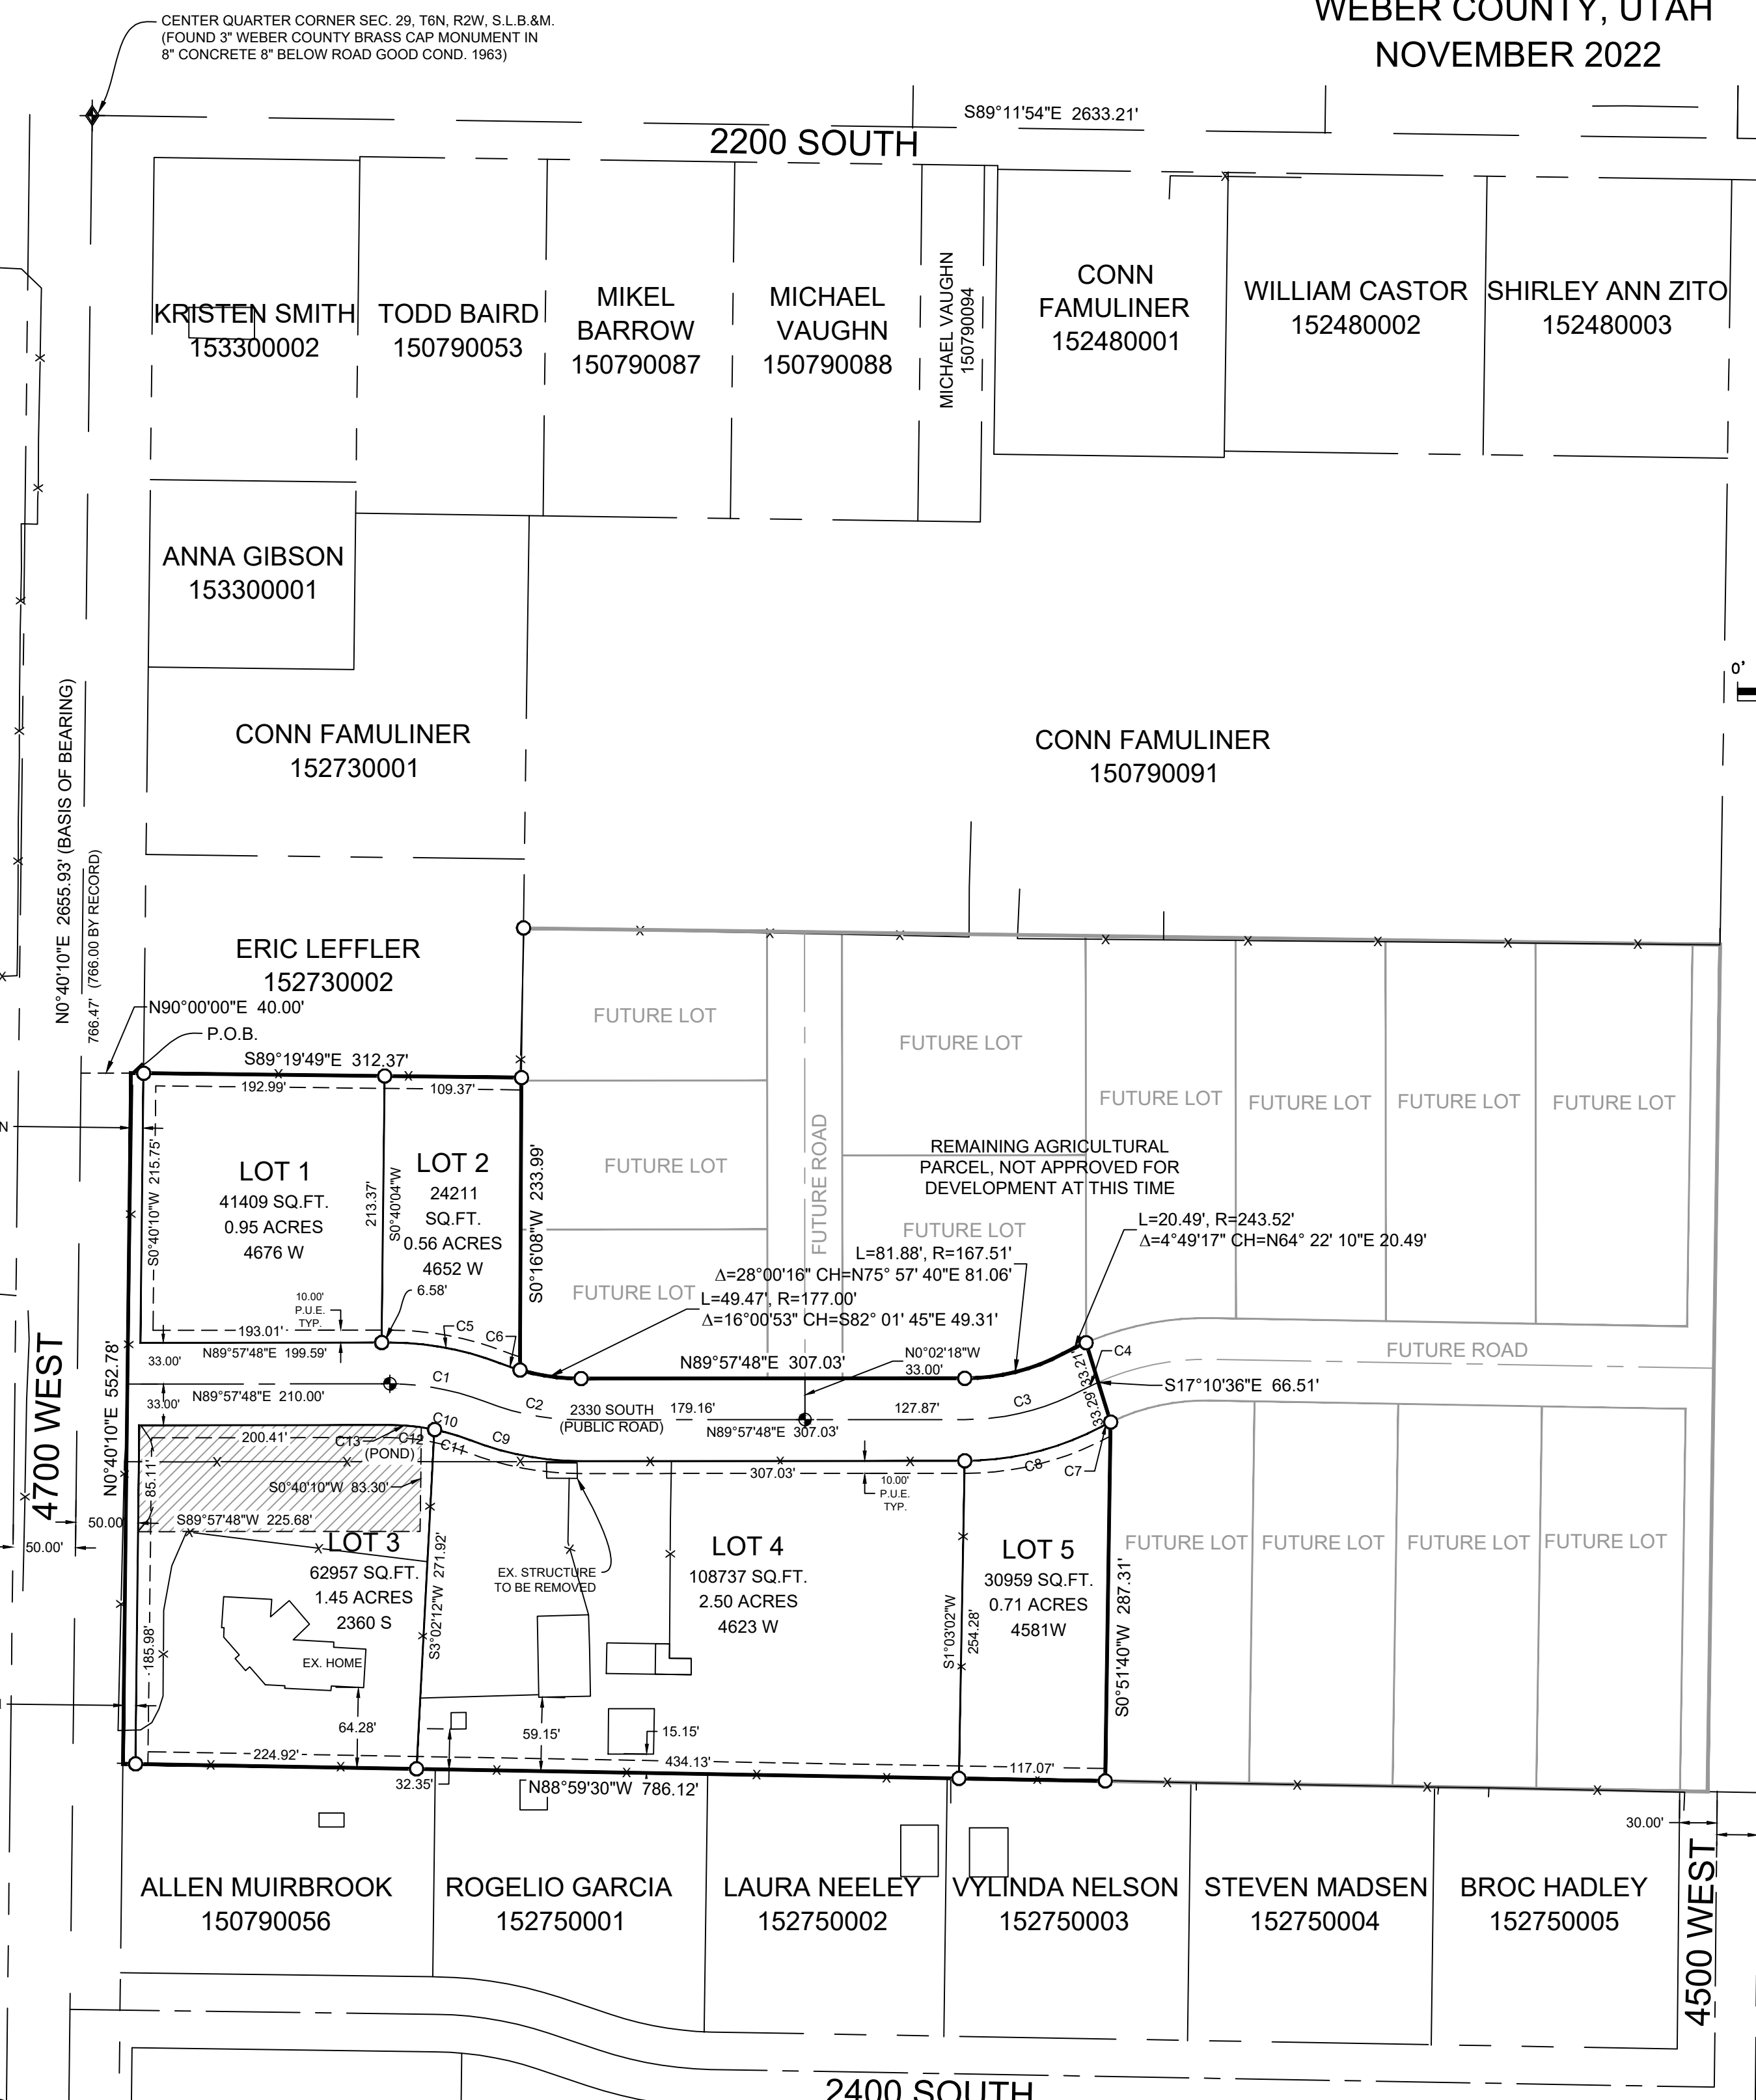 WEBER COUNTY, UTAH
NOVEMBER 2022
CENTER QUARTER CORNER SEC. 29, T6N, R2W, S.L.B.&M.
(FOUND 3" WEBER COUNTY BRASS CAP MONUMENT IN
8" CONCRETE 8" BELOW ROAD GOOD COND. 1963)
S89°11'54"E 2633.21'
2200 SOUTH
KRISTEN SMITH
153300002
TODD BAIRD
150790053
MIKEL
BARROW
150790087
MICHAEL
VAUGHN
150790088
MICHAEL VAUGHN
150790094
CONN
FAMULINER
152480001
WILLIAM CASTOR
152480002
SHIRLEY ANN ZITO
152480003
ANNA GIBSON
153300001
0'
CONN FAMULINER
152730001
CONN FAMULINER
150790091
N0°40'10"E 2655.93' (BASIS OF BEARING)
766.47' (766.00 BY RECORD)
ERIC LEFFLER
152730002
N90°00'00"E 40.00'
P.O.B.
S89°19'49"E 312.37'
192.99'
109.37'
N
FUTURE LOT
FUTURE LOT
FUTURE LOT
FUTURE LOT
FUTURE LOT
FUTURE LOT
FUTURE LOT
FUTURE LOT
FUTURE LOT
FUTURE ROAD
REMAINING AGRICULTURAL
PARCEL, NOT APPROVED FOR
DEVELOPMENT AT THIS TIME
S0°40'10"W 215.75'
LOT 1
41409 SQ.FT.
0.95 ACRES
4676 W
213.37'
S0°40'04"W
LOT 2
24211
SQ.FT.
0.56 ACRES
4652 W
S0°16'08"W 233.99'
6.58'
10.00'
P.U.E.
TYP.
193.01'
C5
C6
L=20.49', R=243.52'
Δ=4°49'17" CH=N64° 22' 10"E 20.49'
L=81.88', R=167.51'
Δ=28°00'16" CH=N75° 57' 40"E 81.06'
L=49.47', R=177.00'
Δ=16°00'53" CH=S82° 01' 45"E 49.31'
33.00'
N89°57'48"E 199.59'
N89°57'48"E 307.03'
N0°02'18"W
33.00'
33.21'
C4
FUTURE ROAD
S17°10'36"E 66.51'
33.29'
N89°57'48"E 210.00'
C1
C2
C3
33.00'
2330 SOUTH
(PUBLIC ROAD)
179.16'
127.87'
N89°57'48"E 307.03'
4700 WEST
N0°40'10"E 552.78'
C10
C9
200.41'
C13
C12
C11
(POND)
307.03'
C8
C7
10.00'
P.U.E.
TYP.
85.11'
S0°40'10"W 83.30'
S89°57'48"W 225.68'
50.00'
50.00'
LOT 3
62957 SQ.FT.
1.45 ACRES
2360 S
S3°02'12"W 271.92'
EX. STRUCTURE
TO BE REMOVED
LOT 4
108737 SQ.FT.
2.50 ACRES
4623 W
LOT 5
30959 SQ.FT.
0.71 ACRES
4581W
S1°03'02"W
254.28'
S0°51'40"W 287.31'
FUTURE LOT
FUTURE LOT
FUTURE LOT
FUTURE LOT
185.98'
EX. HOME
64.28'
59.15'
15.15'
224.92'
434.13'
117.07'
32.35'
N88°59'30"W 786.12'
30.00'
ALLEN MUIRBROOK
150790056
ROGELIO GARCIA
152750001
LAURA NEELEY
152750002
VYLINDA NELSON
152750003
STEVEN MADSEN
152750004
BROC HADLEY
152750005
4500 WEST
2400 SOUTH